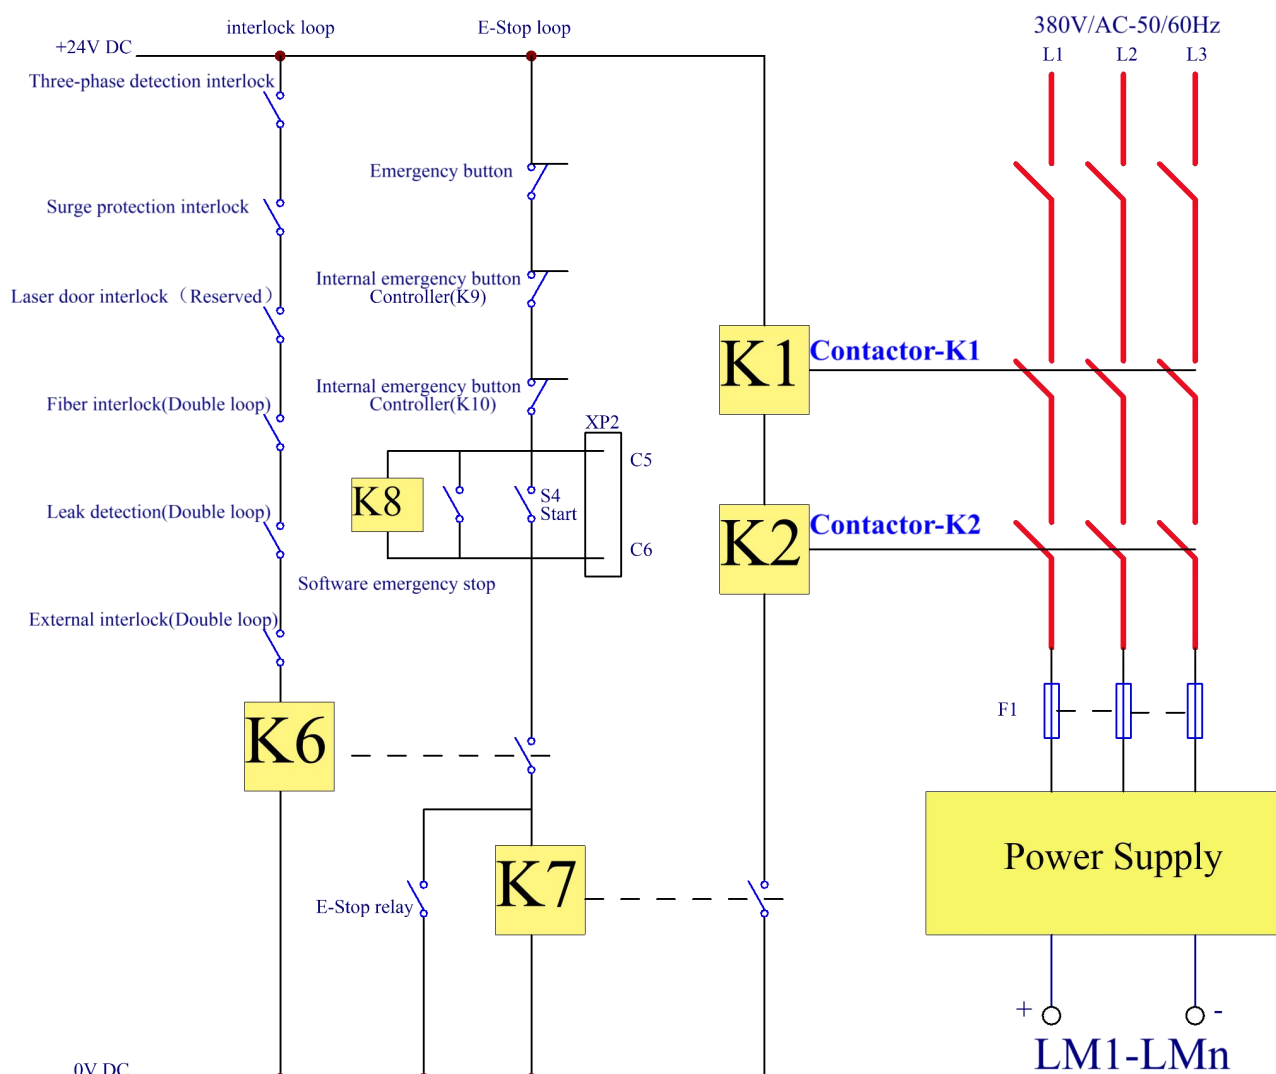 interlock loop
E-Stop loop
380V/AC-50/60Hz
+24V DC
L1
L2
L3
Three-phase detection interlock
Emergency button
Surge protection interlock
Internal emergency button
Controller(K9)
Laser door interlock（Reserved）
K1
Contactor-K1
Internal emergency button
Controller(K10)
Fiber interlock(Double loop)
XP2
C5
K8
S4
Start
Leak detection(Double loop)
K2
Contactor-K2
C6
Software emergency stop
External interlock(Double loop)
K6
F1
Power Supply
K7
E-Stop relay
+
-
LM1-LMn
0V DC